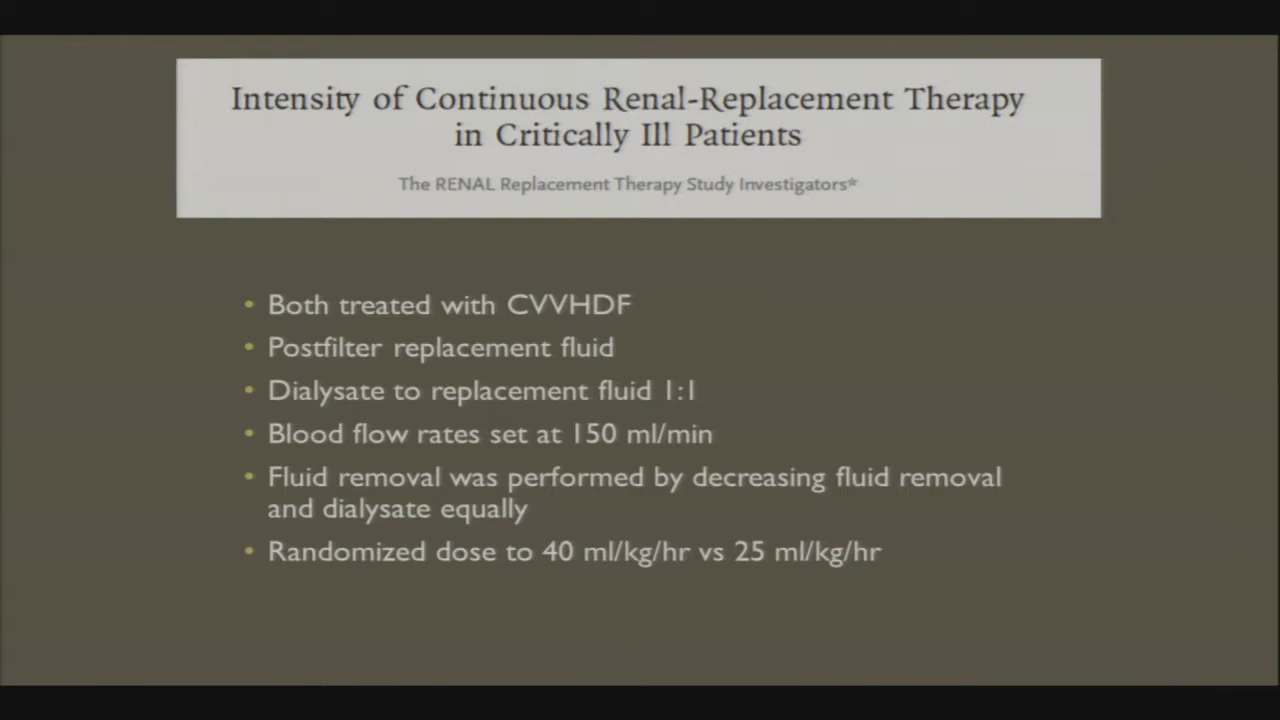 Intensity of Continuous Renal-Replacement Therapy
in Critically Ill Patients
The RENAL Replacement Therapy Study Investigators*
• Both treated with CVVHDF
• Postfilter replacement fluid
• Dialysate to replacement fluid 1:1
• Blood flow rates set at 150 ml/min
• Fluid removal was performed by decreasing fluid removal
and dialysate equally
• Randomized dose to 40 ml/kg/hr vs 25 ml/kg/hr